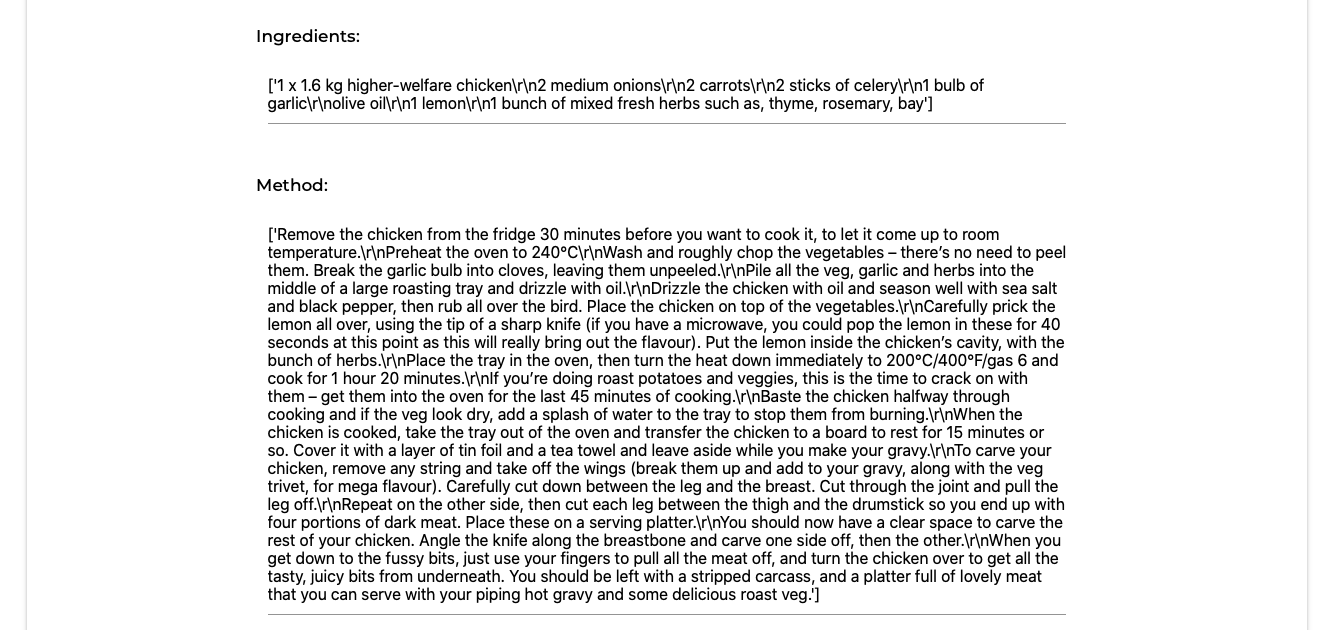 Ingredients:
['1 x 1.6 kg higher-welfare chicken\r\n2 medium onions\r\n2 carrots\r\n2 sticks of celery\r\n1 bulb of
garlic\r\nolive oil\r\n1 lemon\r\n1 bunch of mixed fresh herbs such as, thyme, rosemary, bay']
Method:
['Remove the chicken from the fridge 30 minutes before you want to cook it, to let it come up to room
temperature.\r\nPreheat the oven to 240°C\r\nWash and roughly chop the vegetables – there’s no need to peel
them. Break the garlic bulb into cloves, leaving them unpeeled.\r\nPile all the veg, garlic and herbs into the
middle of a large roasting tray and drizzle with oil.\r\nDrizzle the chicken with oil and season well with sea salt
and black pepper, then rub all over the bird. Place the chicken on top of the vegetables.\r\nCarefully prick the
lemon all over, using the tip of a sharp knife (if you have a microwave, you could pop the lemon in these for 40
seconds at this point as this will really bring out the flavour). Put the lemon inside the chicken’s cavity, with the
bunch of herbs.\r\nPlace the tray in the oven, then turn the heat down immediately to 200°C/400°F/gas 6 and
cook for 1 hour 20 minutes.\r\nIf you’re doing roast potatoes and veggies, this is the time to crack on with
them – get them into the oven for the last 45 minutes of cooking.\r\nBaste the chicken halfway through
cooking and if the veg look dry, add a splash of water to the tray to stop them from burning.\r\nWhen the
chicken is cooked, take the tray out of the oven and transfer the chicken to a board to rest for 15 minutes or
so. Cover it with a layer of tin foil and a tea towel and leave aside while you make your gravy.\r\nTo carve your
chicken, remove any string and take off the wings (break them up and add to your gravy, along with the veg
trivet, for mega flavour). Carefully cut down between the leg and the breast. Cut through the joint and pull the
leg off.\r\nRepeat on the other side, then cut each leg between the thigh and the drumstick so you end up with
four portions of dark meat. Place these on a serving platter.\r\nYou should now have a clear space to carve the
rest of your chicken. Angle the knife along the breastbone and carve one side off, then the other.\r\nWhen you
get down to the fussy bits, just use your fingers to pull all the meat off, and turn the chicken over to get all the
tasty, juicy bits from underneath. You should be left with a stripped carcass, and a platter full of lovely meat
that you can serve with your piping hot gravy and some delicious roast veg.']